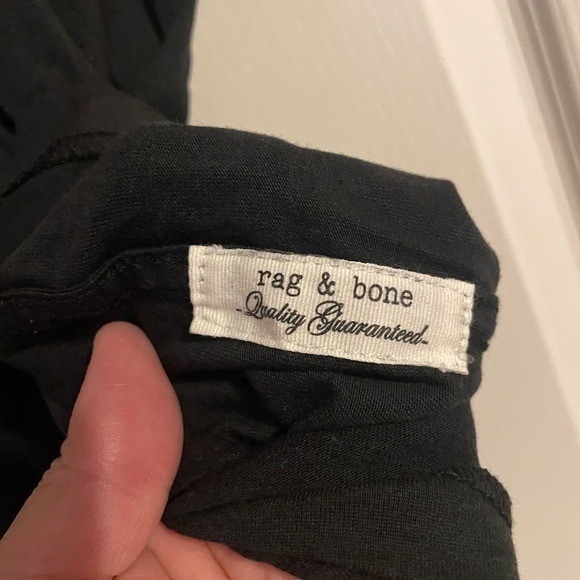 rag & bone
-Quality Guaranteed-